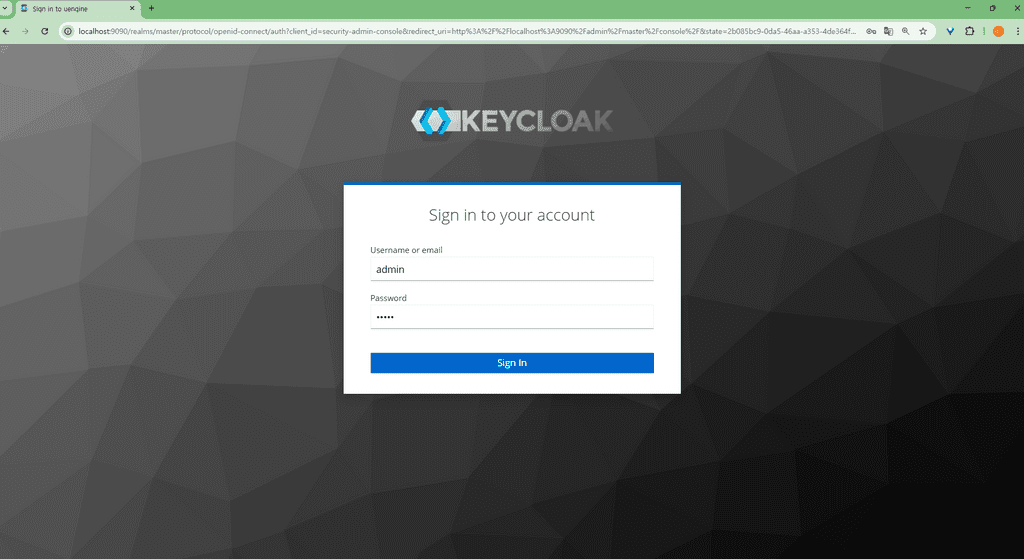 Sign in to uengine
localhost:9090/realms/master/protocol/openid-connect/auth?client_id=security-admin-console&redirect_uri=http%3A%2F%2Flocalhost%3A9090%2Fadmin%2Fmaster%2Fconsole%2F&state=2b085bc9-0da5-46aa-a353-4de364f...
KEYCLOAK
Sign in to your account
Username or email
admin
Password
•••••
Sign In